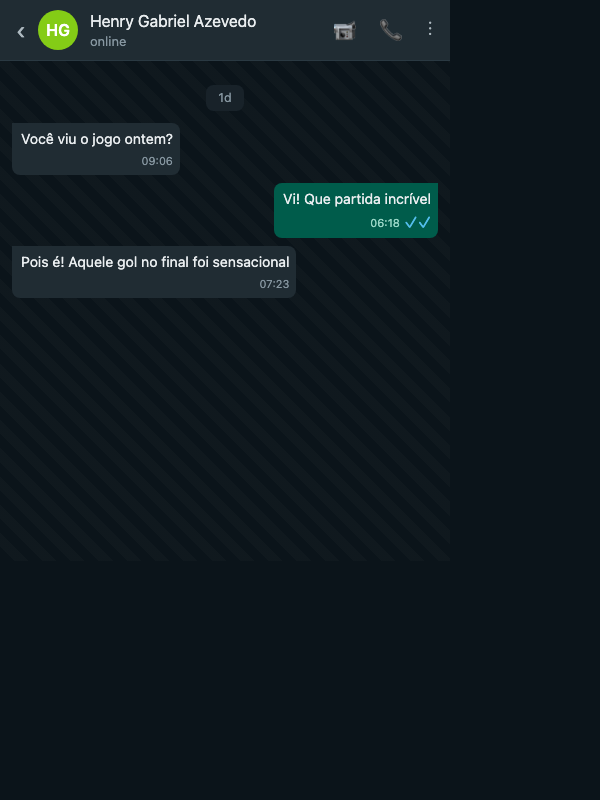 HG
Henry Gabriel Azevedo
online
1d
Você viu o jogo ontem?
09:06
Vi! Que partida incrível
06:18
Pois é! Aquele gol no final foi sensacional
07:23